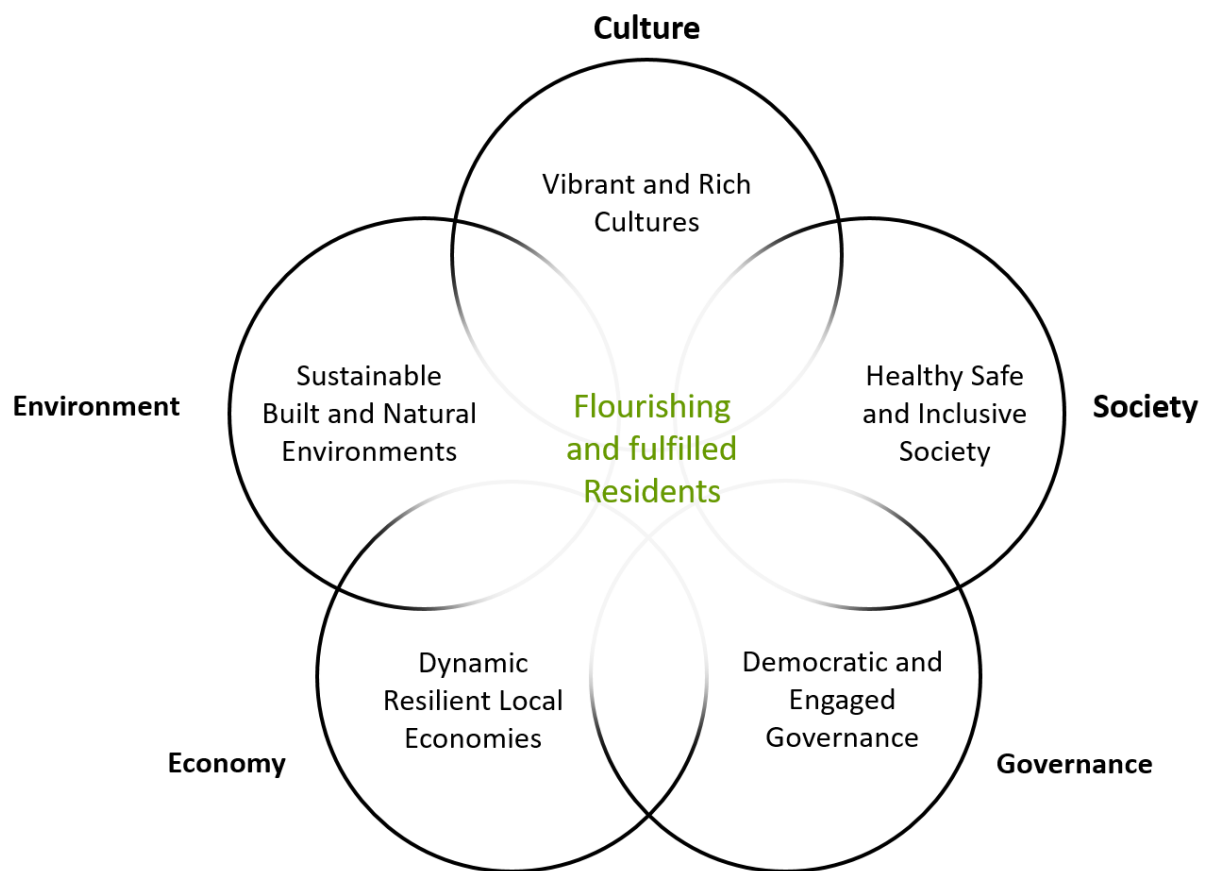 Culture
Vibrant and Rich
Cultures
Environment
Sustainable
Built and Natural
Environments
Flourishing
and fulfilled
Residents
Healthy Safe
and Inclusive
Society
Society
Dynamic
Resilient Local
Economies
Economy
Democratic and
Engaged
Governance
Governance